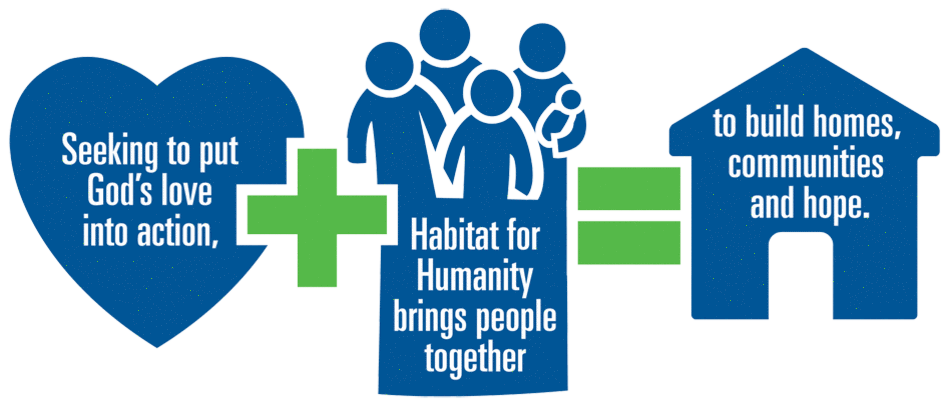 Seeking to put
God's love
into action,
Habitat for
Humanity
brings people
together
to build homes,
communities
and hope.